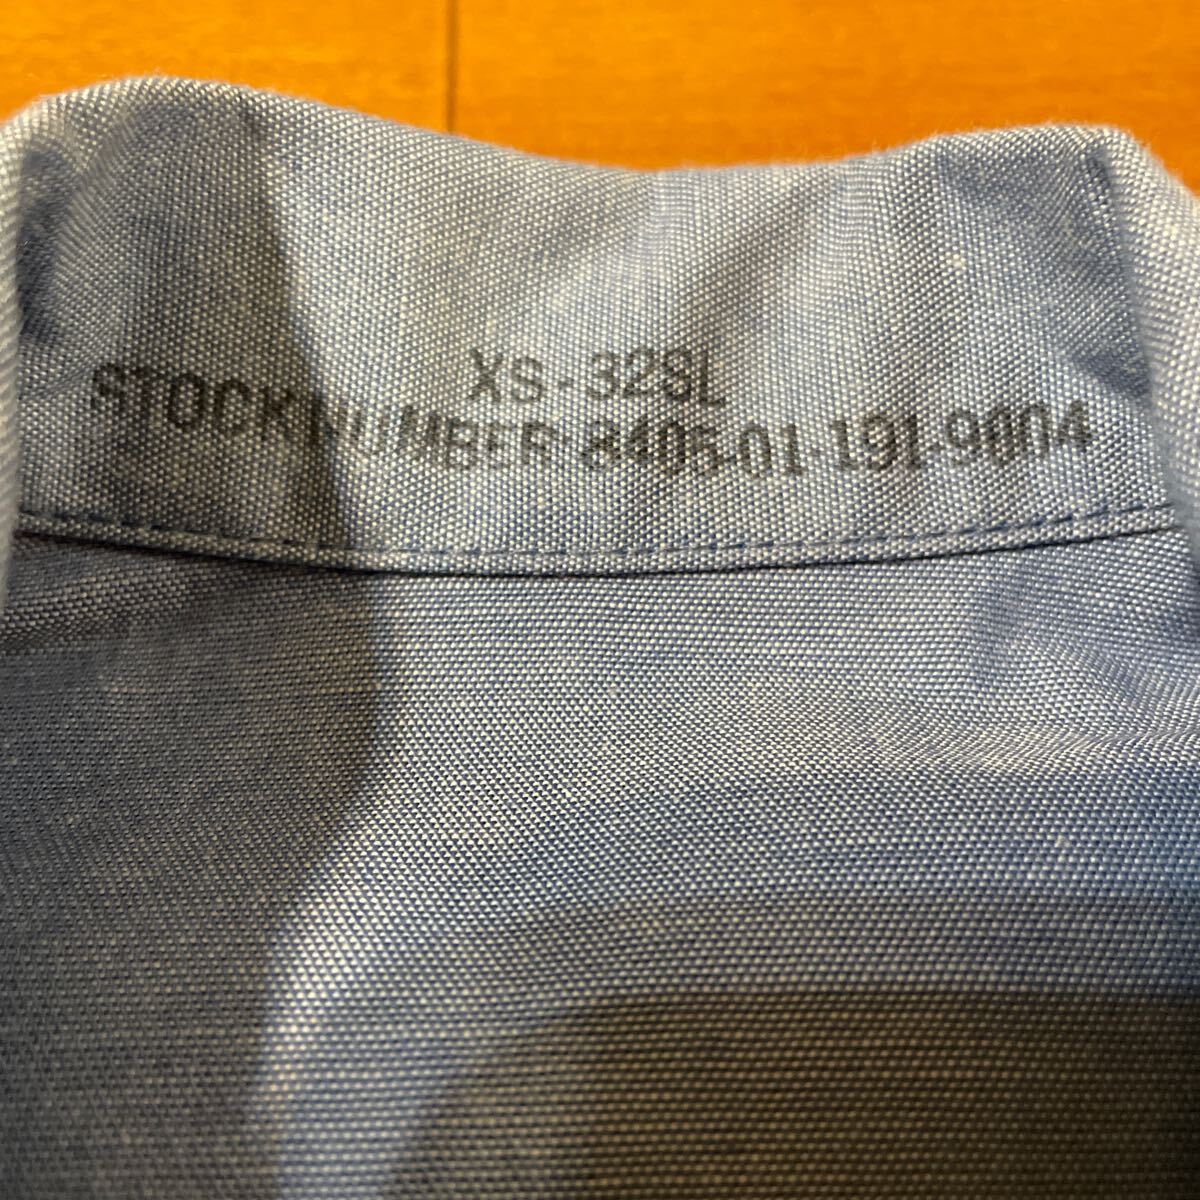 XS-32SL
STOCK NUMBER 8405-01-191-9004